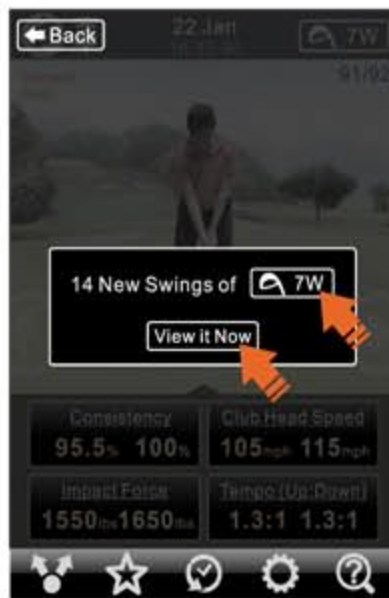 Back
22 Jan
7W
91/92
14 New Swings of 7W
View it Now
Consistency
Club Head Speed
95.5% 100%
105mph 115mph
Impact Force
Tempo (Up:Down)
1550lbs 1650lbs
1.3:1 1.3:1